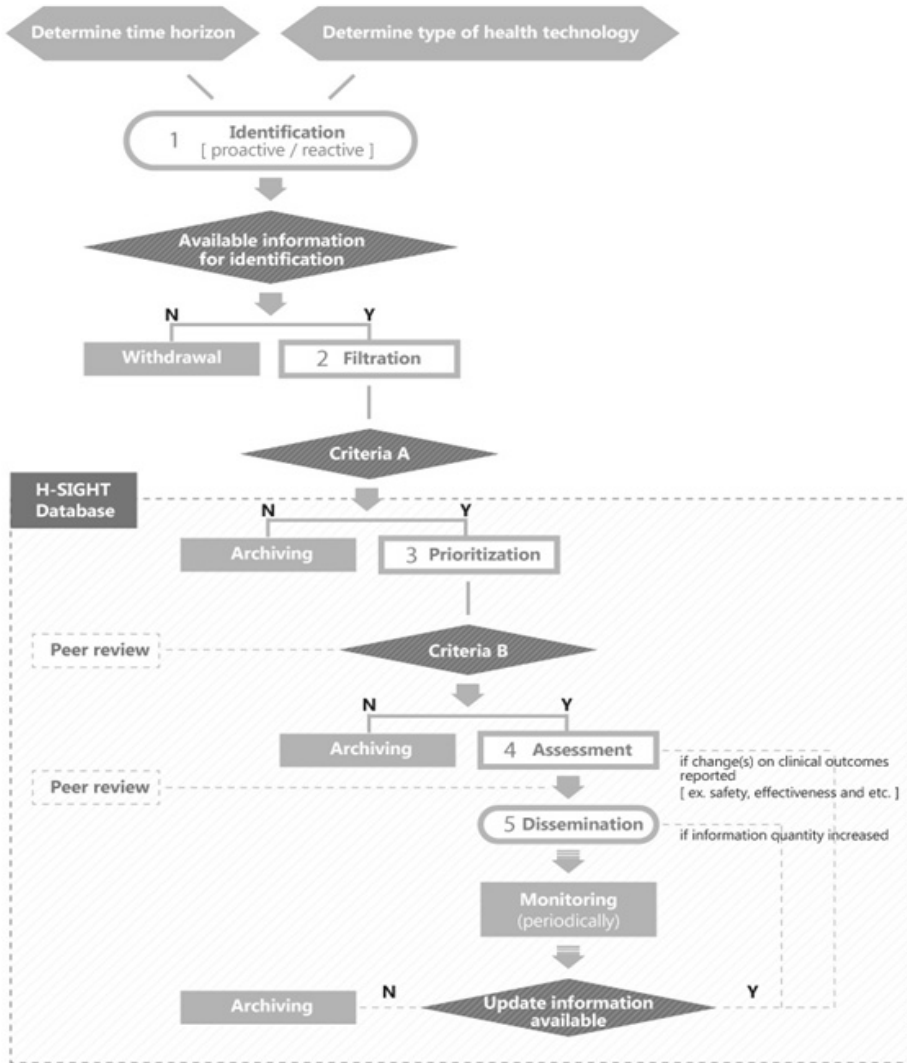 Determine time horizon
Determine type of health technology
1 Identification
[ proactive / reactive ]
Available information
for identification
N
Y
Withdrawal
2 Filtration
Criteria A
H-SIGHT
Database
N
Y
Archiving
3 Prioritization
Peer review
Criteria B
N
Y
Archiving
4 Assessment
if change(s) on clinical outcomes
reported
[ ex. safety, effectiveness and etc. ]
Peer review
5 Dissemination
if information quantity increased
Monitoring
(periodically)
Archiving
N
Update information
available
Y